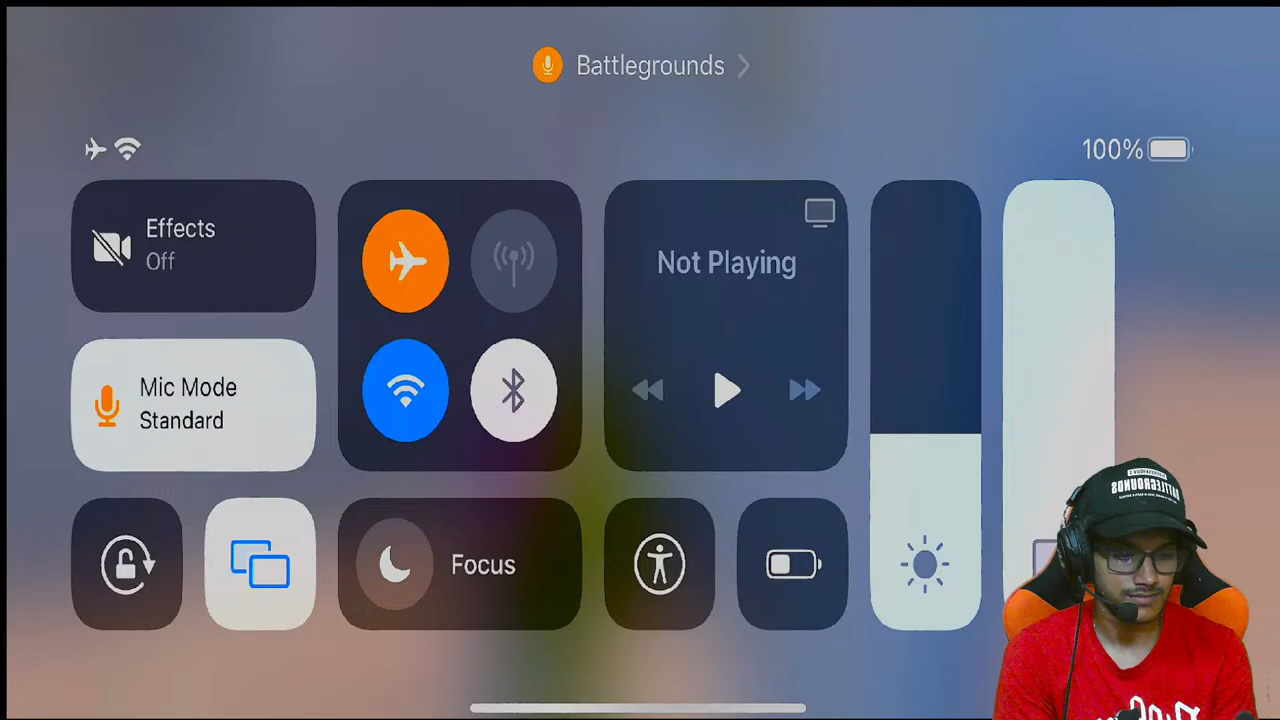 Battlegrounds
100%
Effects
Off
Not Playing
Mic Mode
Standard
Focus
BATTLEGROUNDS